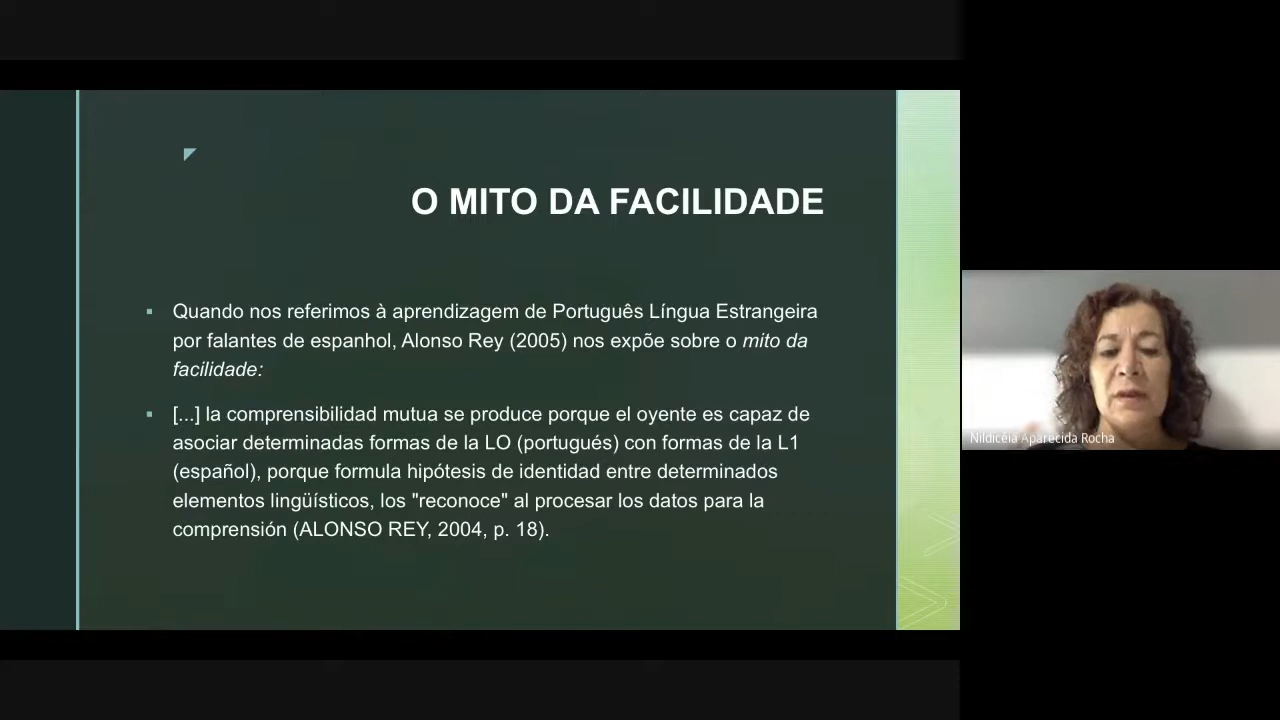 O MITO DA FACILIDADE
Quando nos referimos à aprendizagem de Português Língua Estrangeira
por falantes de espanhol, Alonso Rey (2005) nos expõe sobre o mito da
facilidade:
[...] la comprensibilidad mutua se produce porque el oyente es capaz de
asociar determinadas formas de la LO (portugués) con formas de la L1
(español), porque formula hipótesis de identidad entre determinados
elementos lingüísticos, los "reconoce" al procesar los datos para la
comprensión (ALONSO REY, 2004, p. 18).
Nildicéia Aparecida Rocha